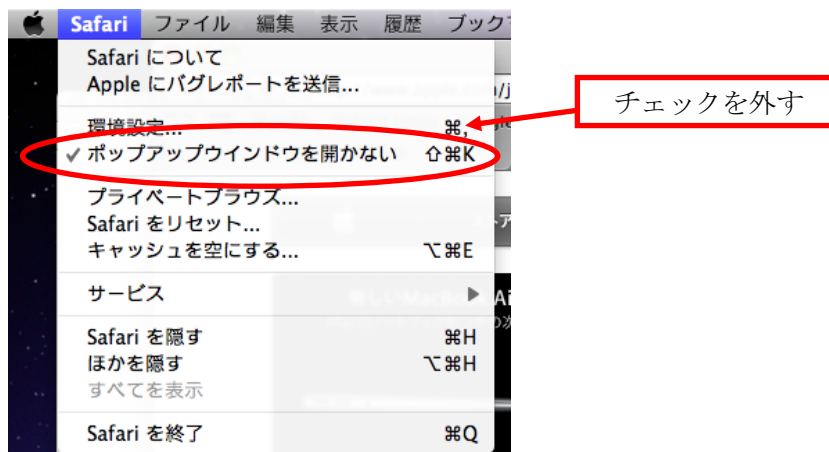 Safari ファイル 編集 表示 履歴 ブック
Safari について
Apple にバグレポートを送信...
チェックを外す
環境設定... ⌘,
✓ ポップアップウインドウを開かない ⇧⌘K
プライベートブラウズ...
Safari をリセット...
キャッシュを空にする... ⌥⌘E
サービス ▶
Safari を隠す ⌘H
ほかを隠す ⌥⌘H
すべてを表示
Safari を終了 ⌘Q